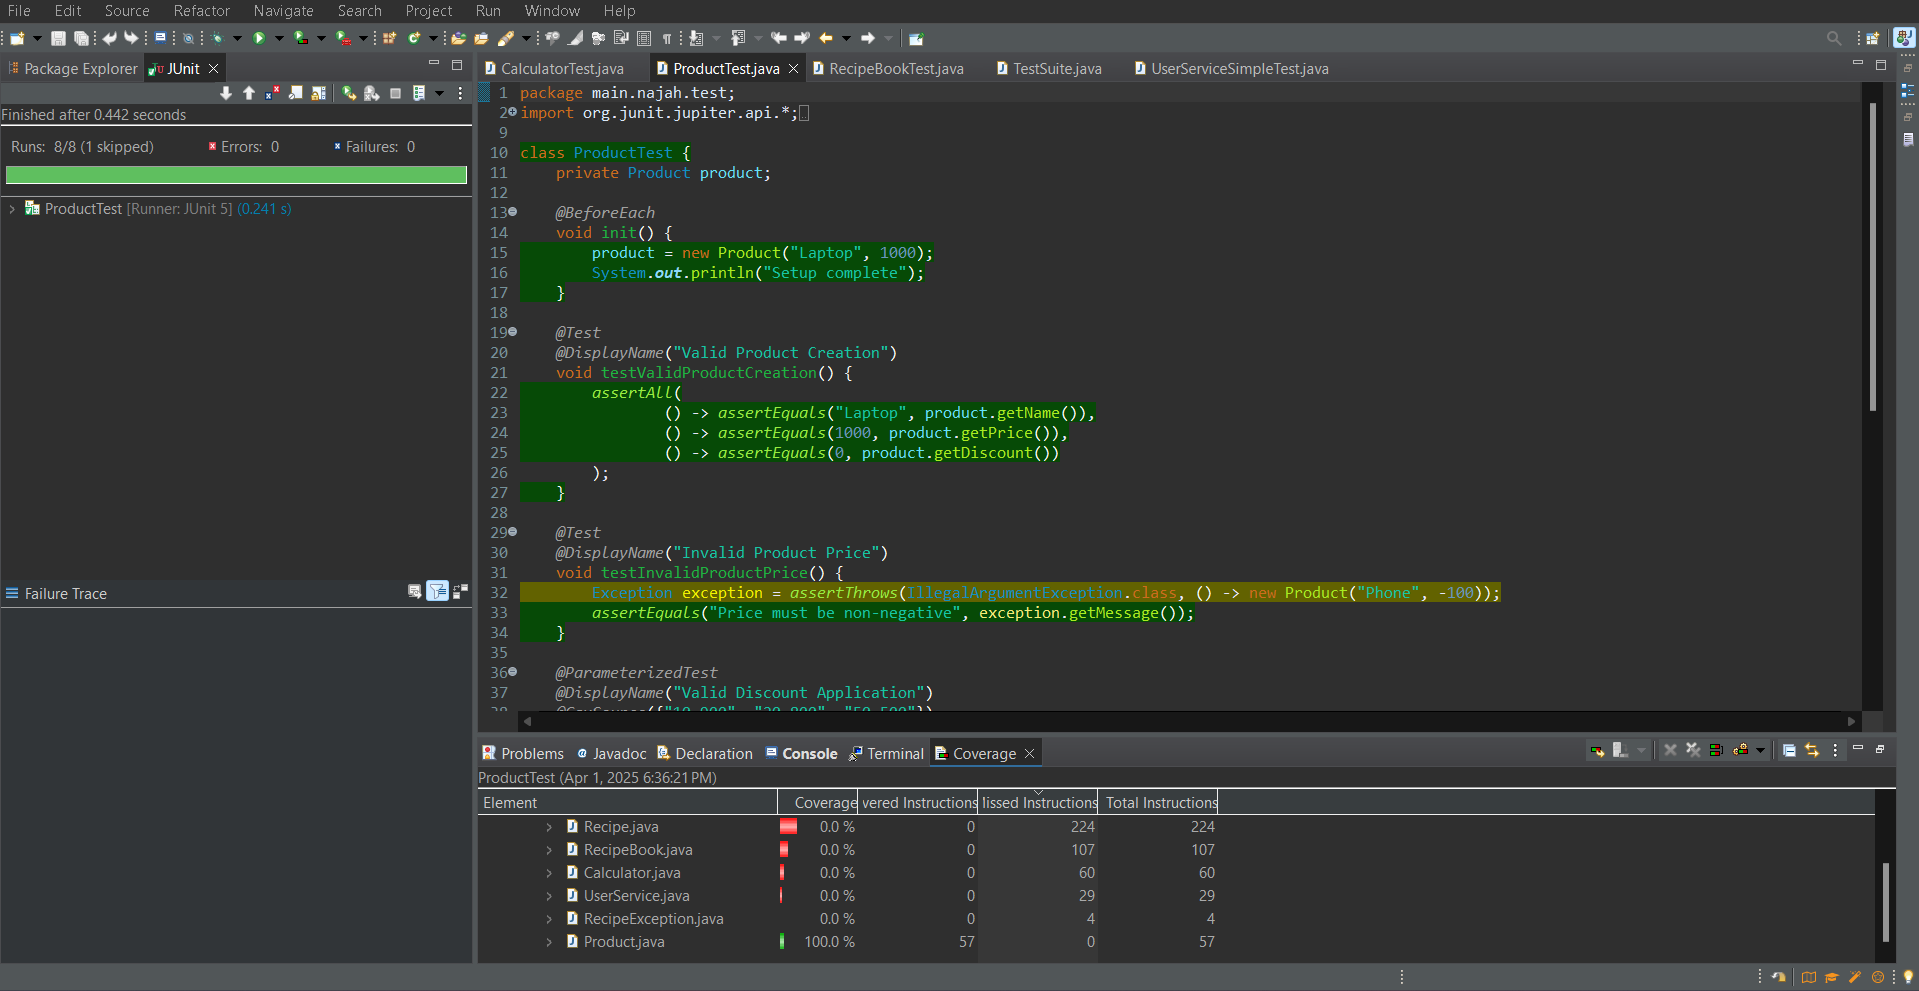 File Edit Source Refactor Navigate Search Project Run Window Help
Package Explorer JUnit
CalculatorTest.java ProductTest.java RecipeBookTest.java TestSuite.java UserServiceSimpleTest.java
Finished after 0.442 seconds
Runs: 8/8 (1 skipped) Errors: 0 Failures: 0
ProductTest [Runner: JUnit 5] (0.241 s)
Failure Trace
1 package main.najah.test;
2 import org.junit.jupiter.api.*;
9
10 class ProductTest {
11 private Product product;
12
13 @BeforeEach
14 void init() {
15 product = new Product("Laptop", 1000);
16 System.out.println("Setup complete");
17 }
18
19 @Test
20 @DisplayName("Valid Product Creation")
21 void testValidProductCreation() {
22 assertAll(
23 () -> assertEquals("Laptop", product.getName()),
24 () -> assertEquals(1000, product.getPrice()),
25 () -> assertEquals(0, product.getDiscount())
26 );
27 }
28
29 @Test
30 @DisplayName("Invalid Product Price")
31 void testInvalidProductPrice() {
32 Exception exception = assertThrows(IllegalArgumentException.class, () -> new Product("Phone", -100));
33 assertEquals("Price must be non-negative", exception.getMessage());
34 }
35
36 @ParameterizedTest
37 @DisplayName("Valid Discount Application")
Problems Javadoc Declaration Console Terminal Coverage
ProductTest (Apr 1, 2025 6:36:21 PM)
Element Coverage vered Instructions lissed Instructions Total Instructions
Recipe.java 0.0 % 0 224 224
RecipeBook.java 0.0 % 0 107 107
Calculator.java 0.0 % 0 60 60
UserService.java 0.0 % 0 29 29
RecipeException.java 0.0 % 0 4 4
Product.java 100.0 % 57 0 57